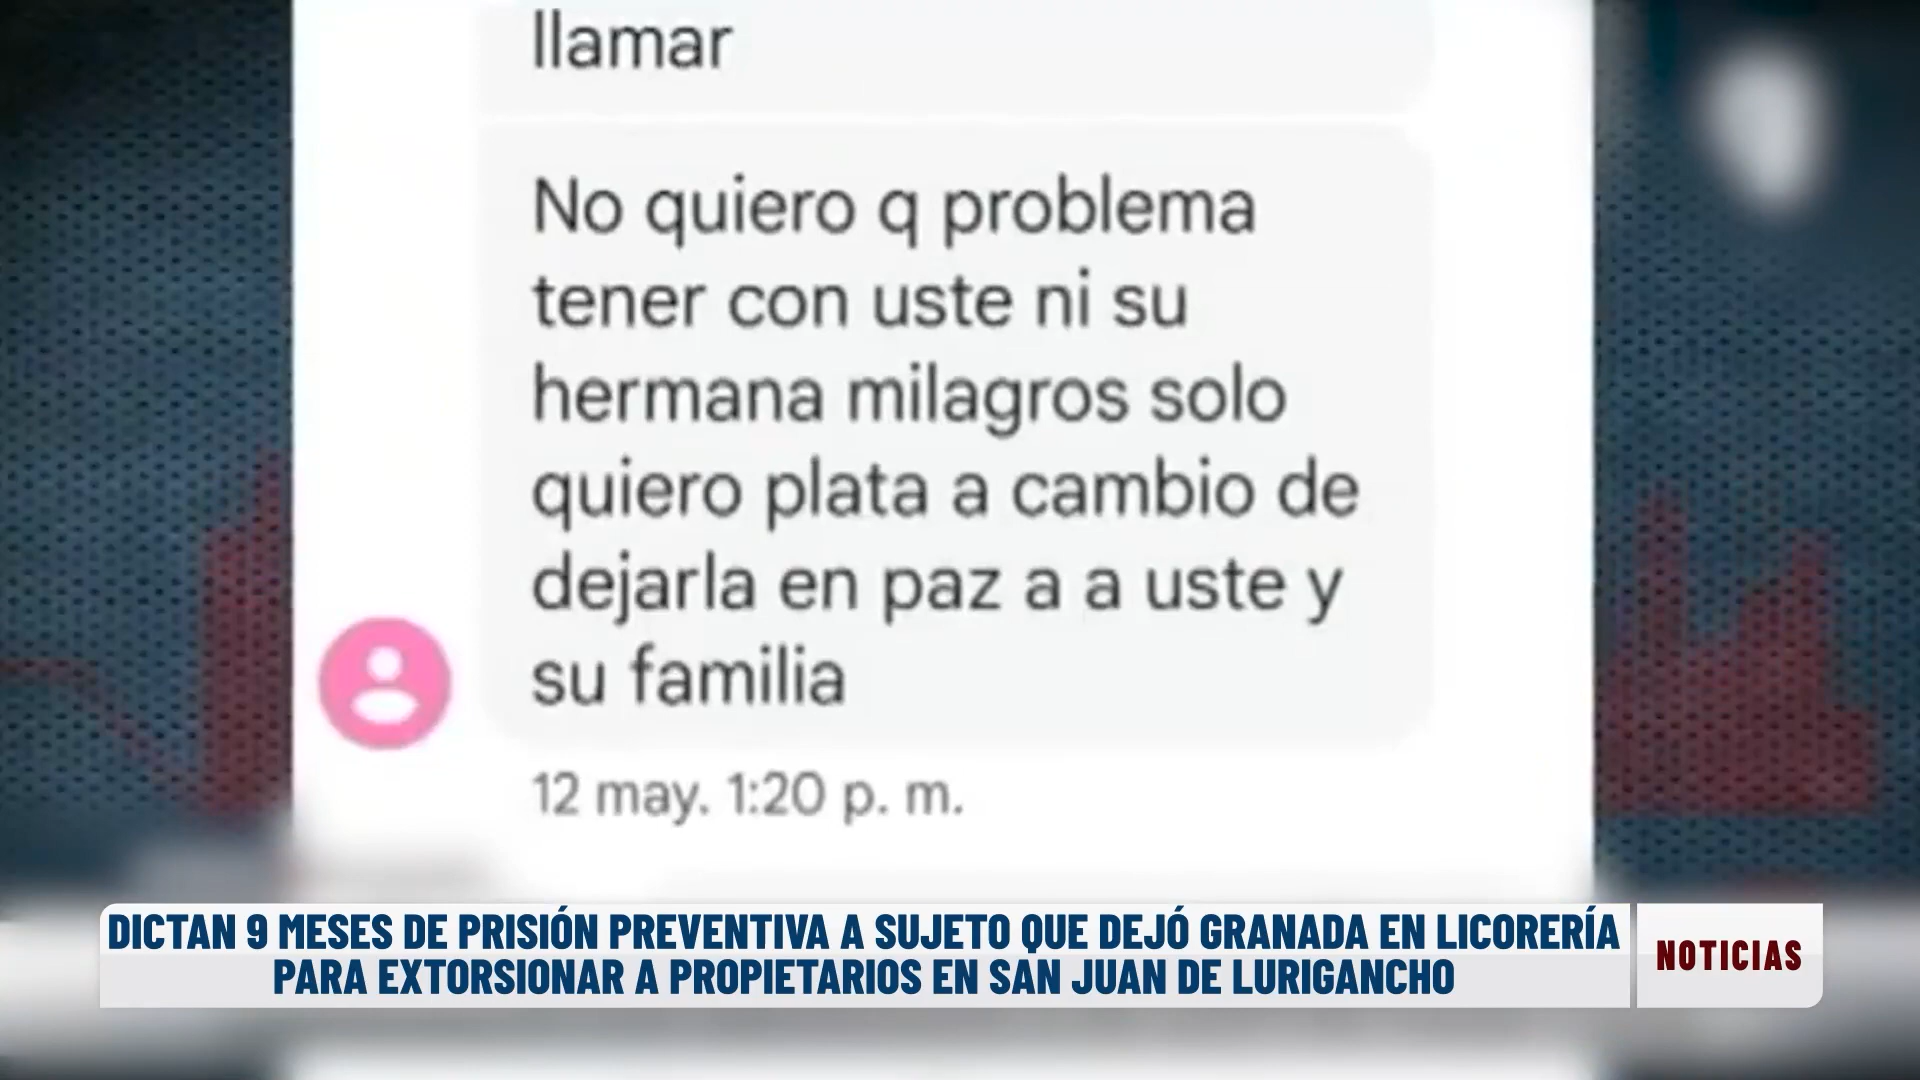 llamar
No quiero q problema
tener con uste ni su
hermana milagros solo
quiero plata a cambio de
dejarla en paz a a uste y
su familia
12 may. 1:20 p. m.
DICTAN 9 MESES DE PRISIÓN PREVENTIVA A SUJETO QUE DEJÓ GRANADA EN LICORERÍA
PARA EXTORSIONAR A PROPIETARIOS EN SAN JUAN DE LURIGANCHO
NOTICIAS